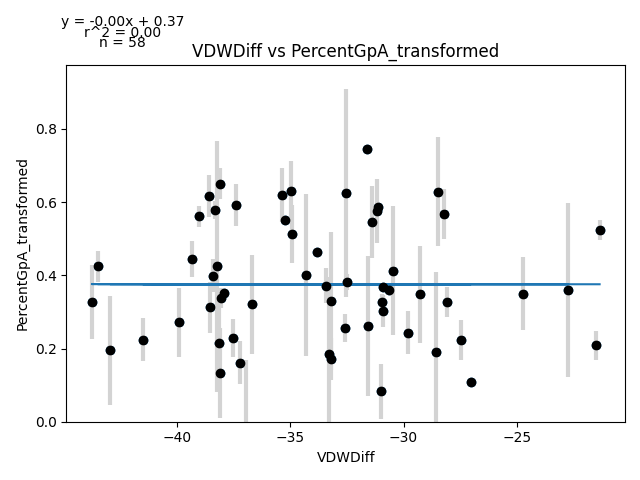 y = -0.00x + 0.37
r^2 = 0.00
n = 58
VDWDiff vs PercentGpA_transformed
PercentGpA_transformed
0.8
0.6
0.4
0.2
0.0
−40
−35
−30
−25
VDWDiff